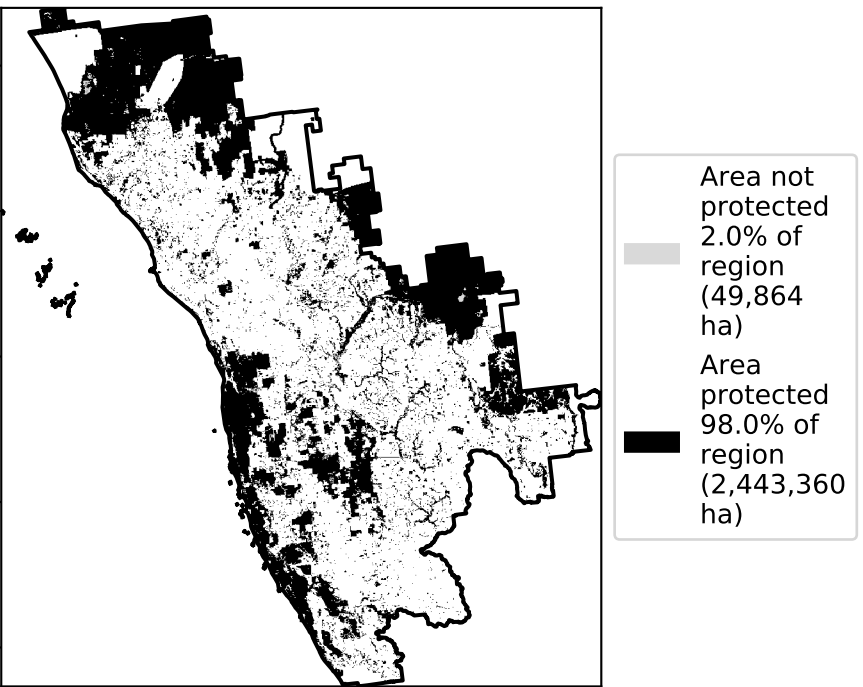 Area not
protected
2.0% of
region
(49,864
ha)
Area
protected
98.0% of
region
(2,443,360
ha)